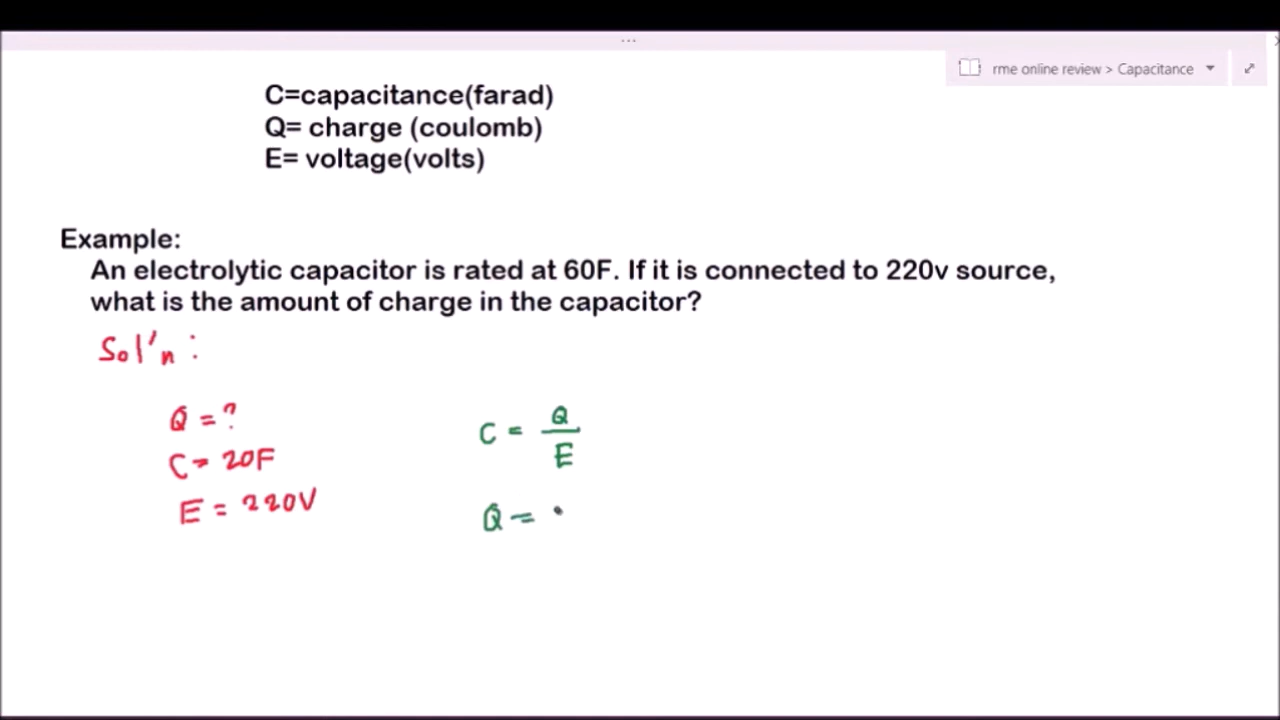 ...
rme online review > Capacitance
C=capacitance(farad)
Q= charge (coulomb)
E= voltage(volts)
Example:
An electrolytic capacitor is rated at 60F. If it is connected to 220v source,
what is the amount of charge in the capacitor?
Sol'n :
Q = ?
C = 20F
E = 220V
C = Q
E
Q =